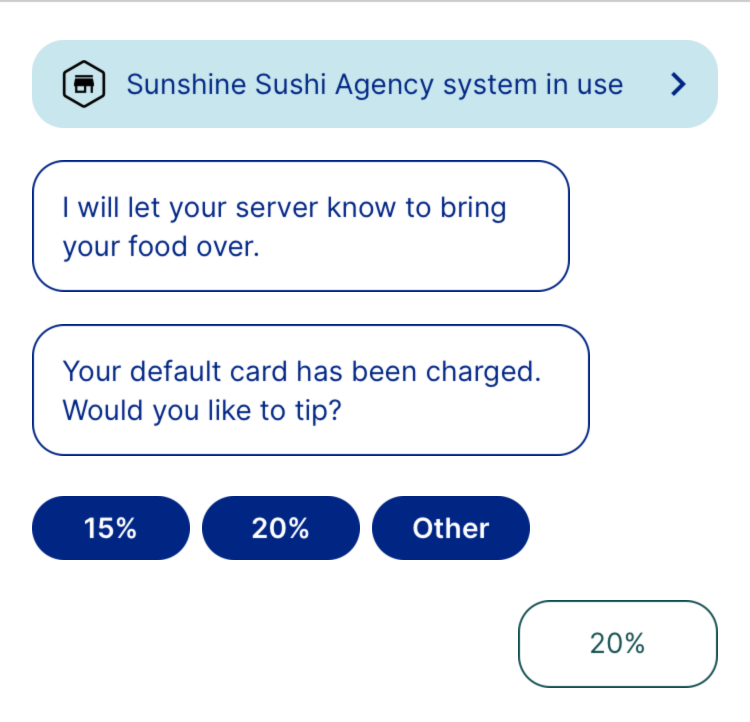 Sunshine Sushi Agency system in use
I will let your server know to bring
your food over.
Your default card has been charged.
Would you like to tip?
15%
20%
Other
20%